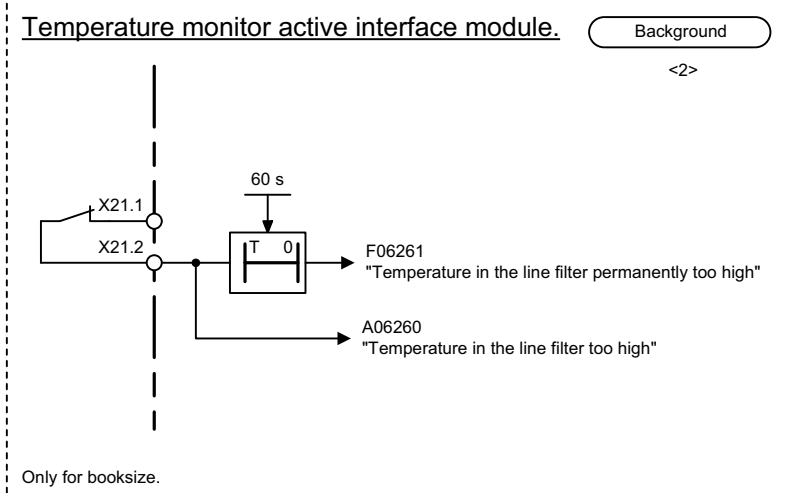 Temperature monitor active interface module.
Background
<2>
60 s
X21.1
X21.2
T 0
F06261
"Temperature in the line filter permanently too high"
A06260
"Temperature in the line filter too high"
Only for booksize.